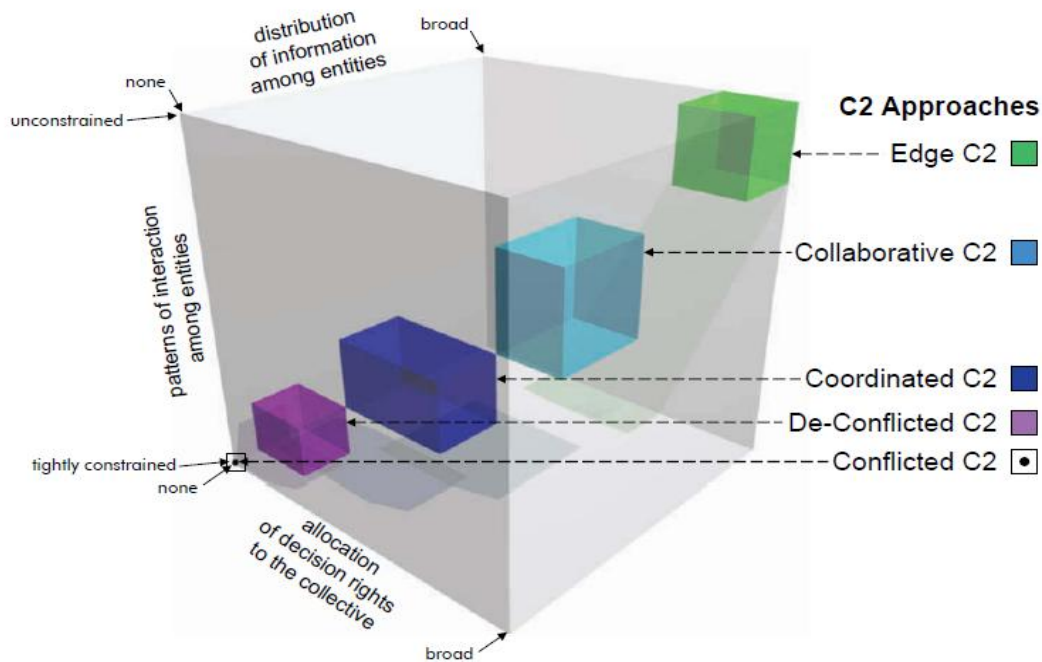 distribution
of information
among entities
broad
none
unconstrained
patterns of interaction
among entities
tightly constrained
none
allocation
of decision rights
to the collective
broad
C2 Approaches
Edge C2
Collaborative C2
Coordinated C2
De-Conflicted C2
Conflicted C2